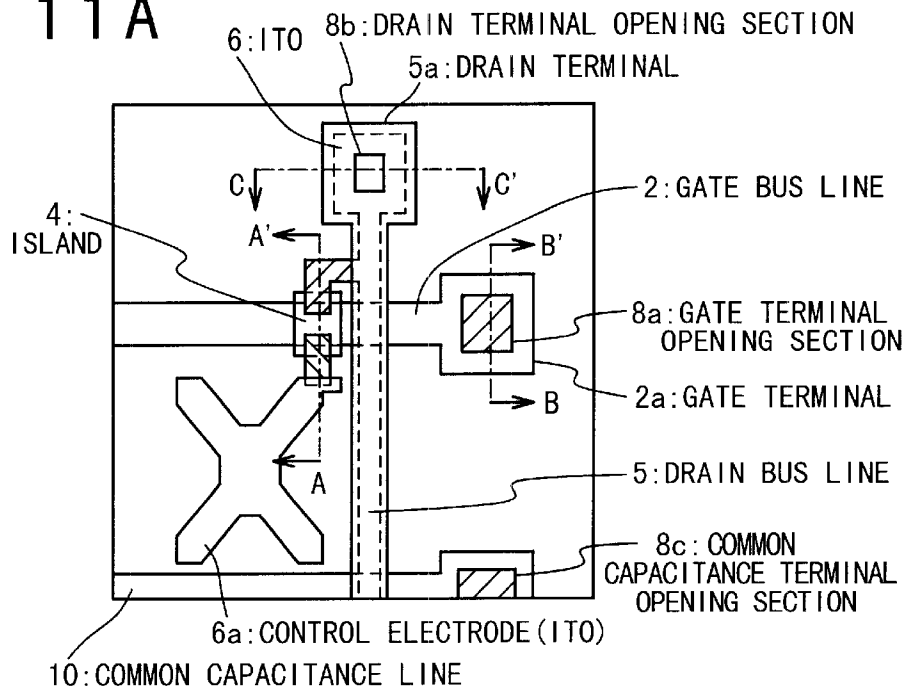 11A
8b:DRAIN TERMINAL OPENING SECTION
6:ITO
5a:DRAIN TERMINAL
C
C'
2:GATE BUS LINE
4:
ISLAND
A'
B'
8a:GATE TERMINAL
OPENING SECTION
B
2a:GATE TERMINAL
A
5:DRAIN BUS LINE
8c:COMMON
CAPACITANCE TERMINAL
OPENING SECTION
6a:CONTROL ELECTRODE(ITO)
10:COMMON CAPACITANCE LINE